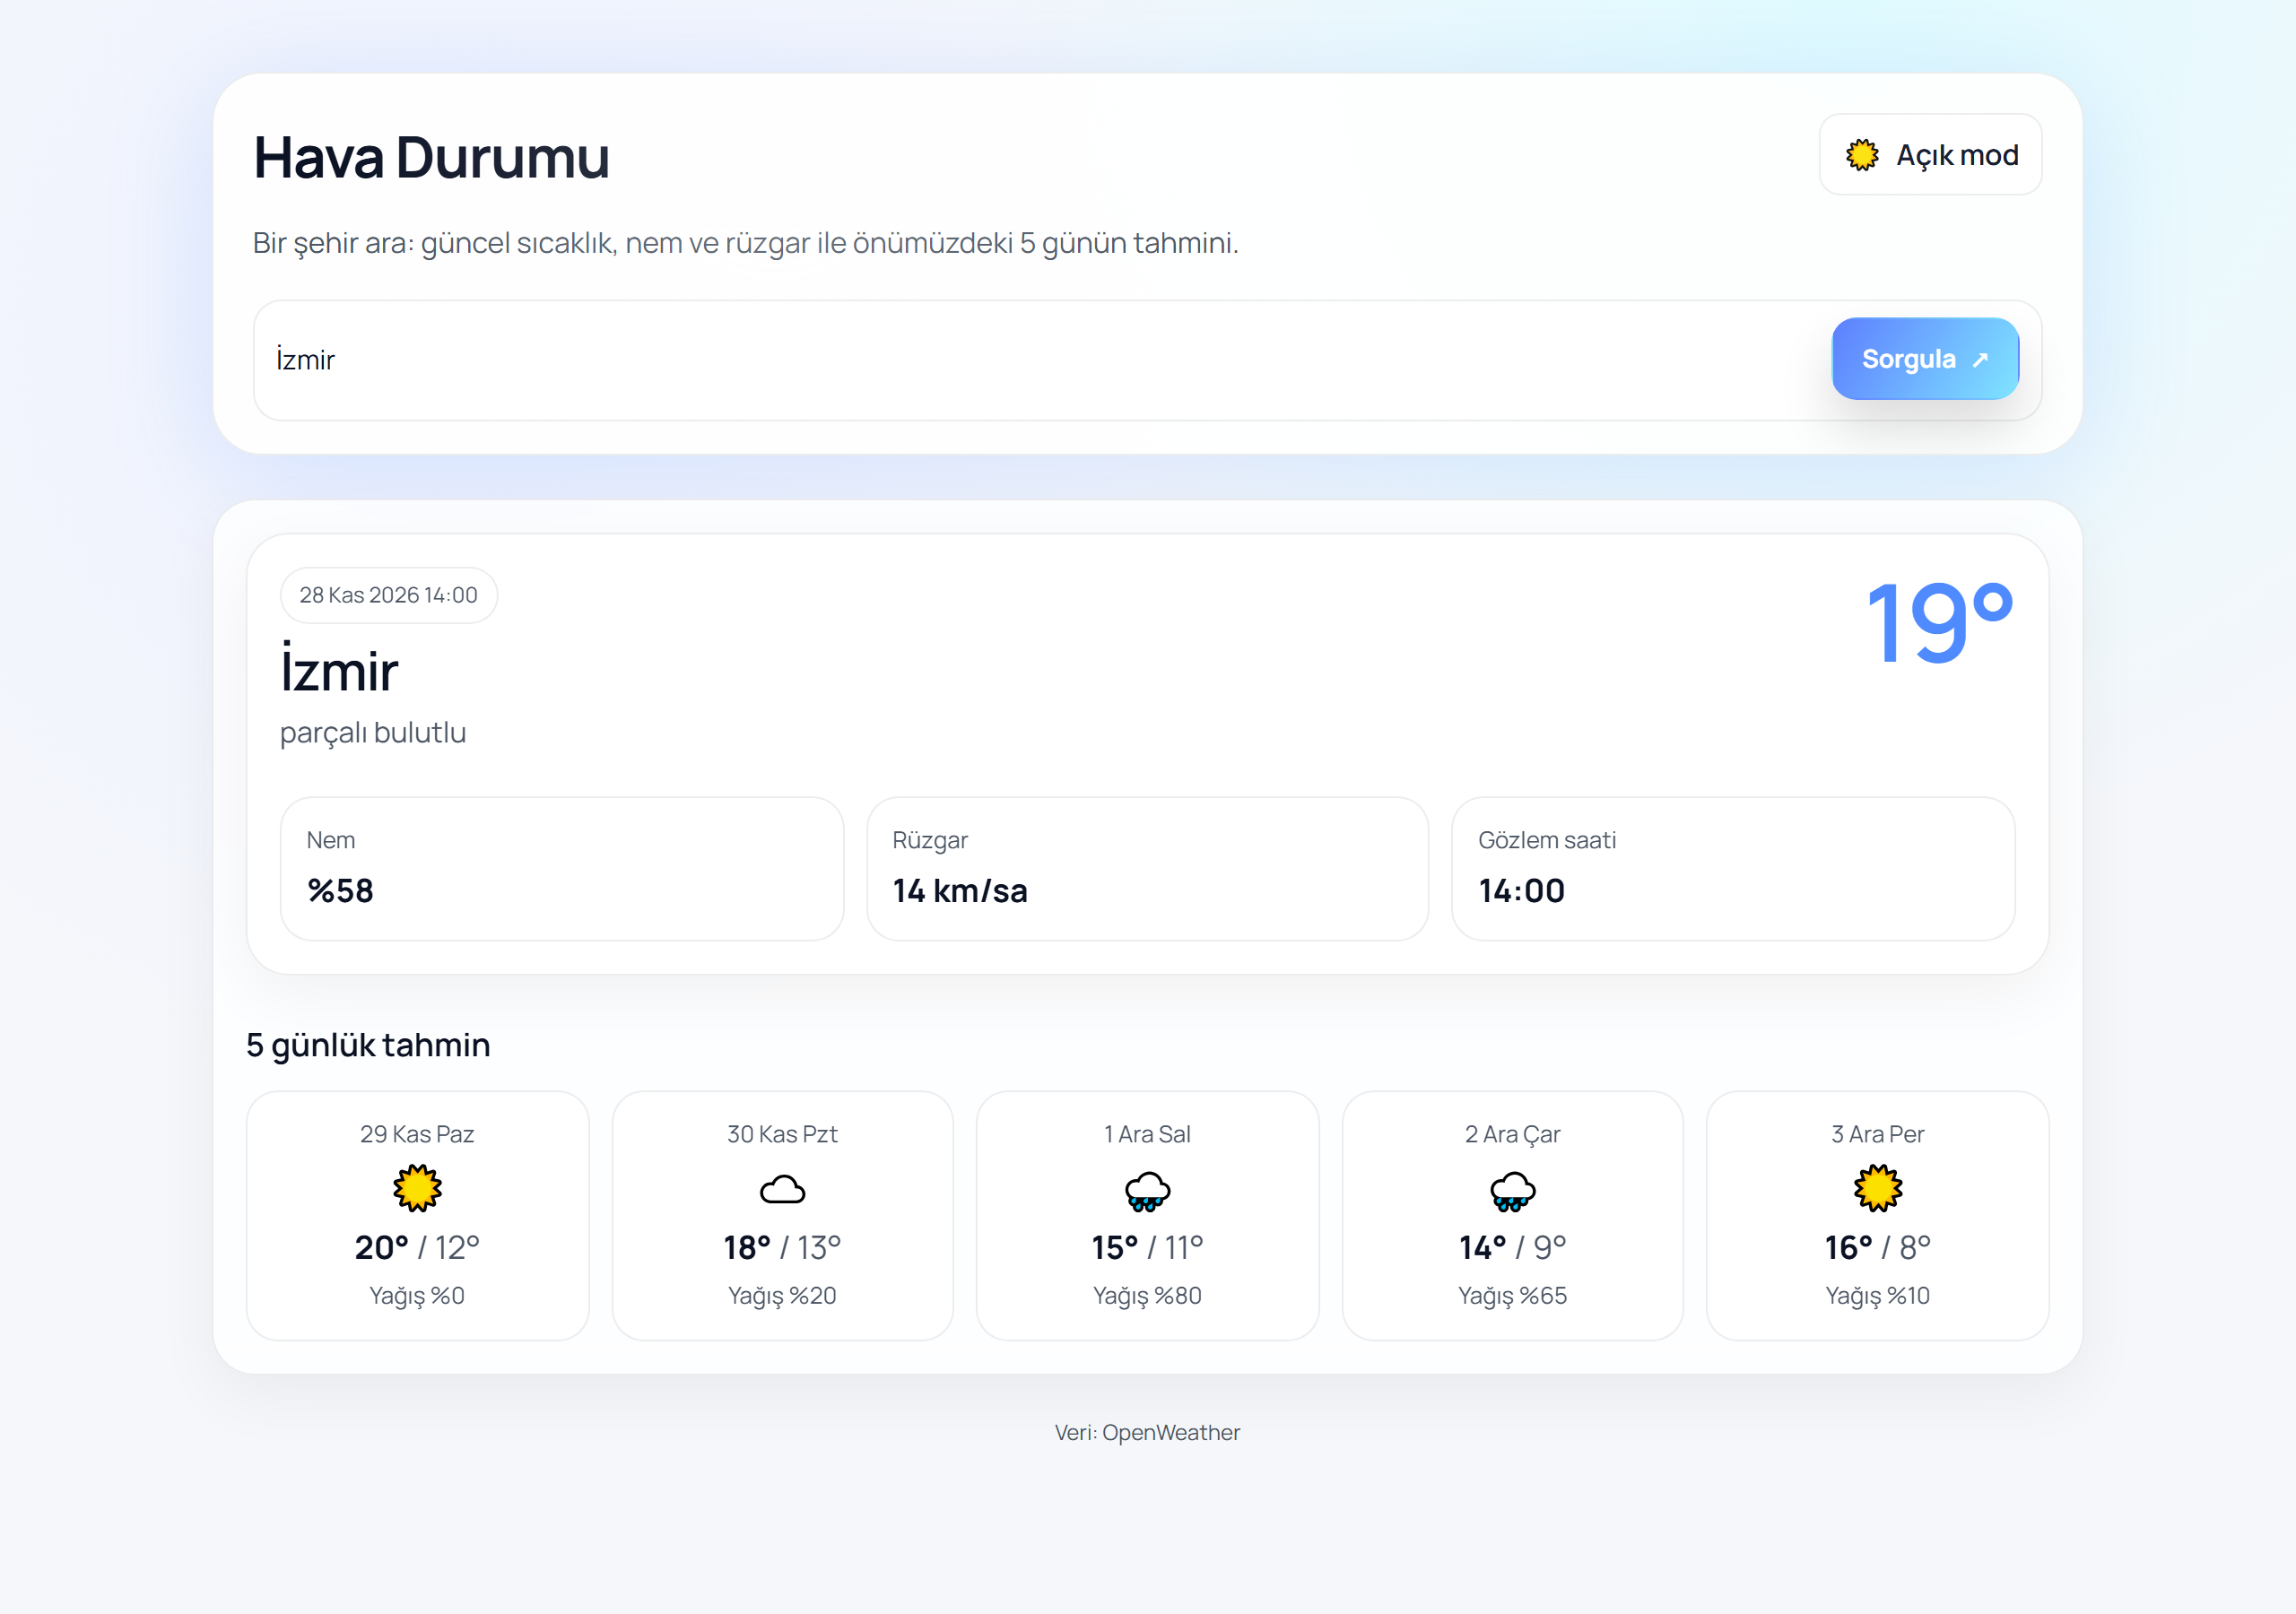 Hava Durumu
Açık mod
Bir şehir ara: güncel sıcaklık, nem ve rüzgar ile önümüzdeki 5 günün tahmini.
İzmir
Sorgula ↗
28 Kas 2026 14:00
19°
İzmir
parçalı bulutlu
Nem
%58
Rüzgar
14 km/sa
Gözlem saati
14:00
5 günlük tahmin
29 Kas Paz
20° / 12°
Yağış %0
30 Kas Pzt
18° / 13°
Yağış %20
1 Ara Sal
15° / 11°
Yağış %80
2 Ara Çar
14° / 9°
Yağış %65
3 Ara Per
16° / 8°
Yağış %10
Veri: OpenWeather